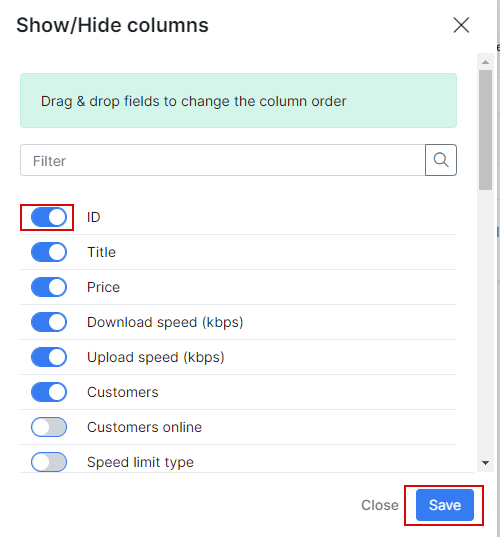 Show/Hide columns
Drag & drop fields to change the column order
Filter
ID
Title
Price
Download speed (kbps)
Upload speed (kbps)
Customers
Customers online
Speed limit type
Close Save